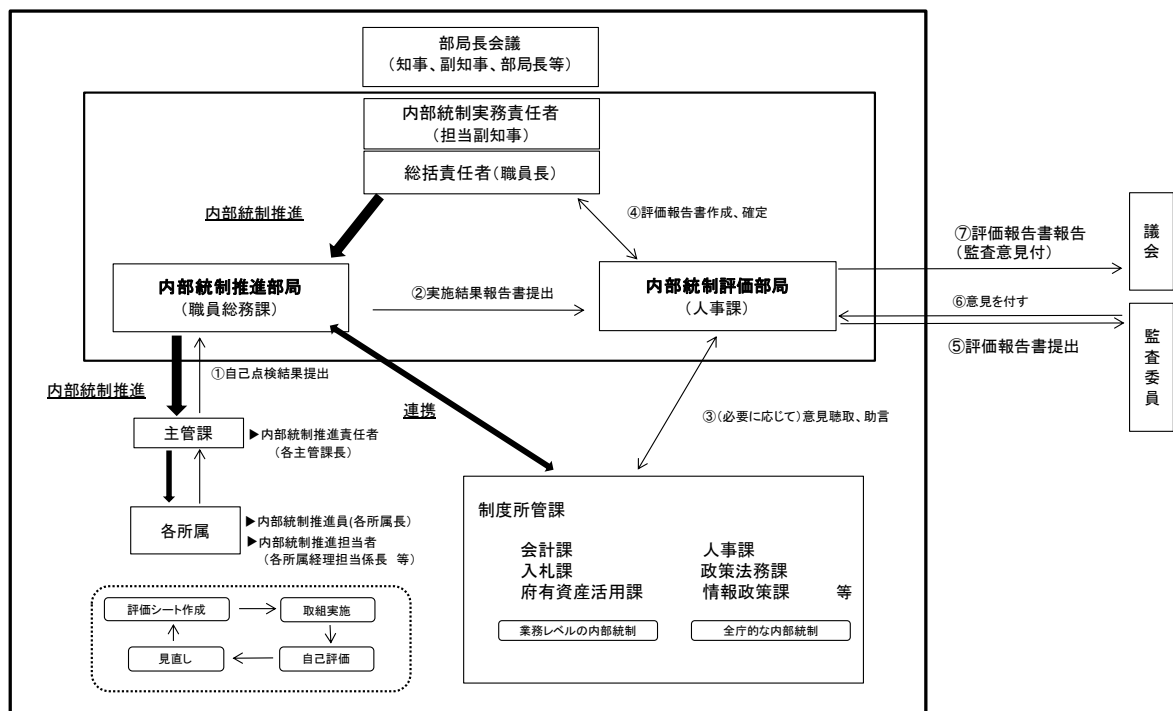 部局長会議
（知事、副知事、部局長等）
内部統制実務責任者
（担当副知事）
総括責任者（職員長）
内部統制推進
④評価報告書作成、確定
⑦評価報告書報告
（監査意見付）
議会
内部統制推進部局
（職員総務課）
②実施結果報告書提出
内部統制評価部局
（人事課）
⑥意見を付す
⑤評価報告書提出
監査委員
①自己点検結果提出
内部統制推進
連携
③（必要に応じて）意見聴取、助言
主管課
▶内部統制推進責任者
（各主管課長）
各所属
▶内部統制推進員(各所属長）
▶内部統制推進担当者
（各所属経理担当係長　等）
制度所管課
会計課
人事課
入札課
政策法務課
府有資産活用課
情報政策課
等
業務レベルの内部統制
全庁的な内部統制
評価シート作成
取組実施
見直し
自己評価